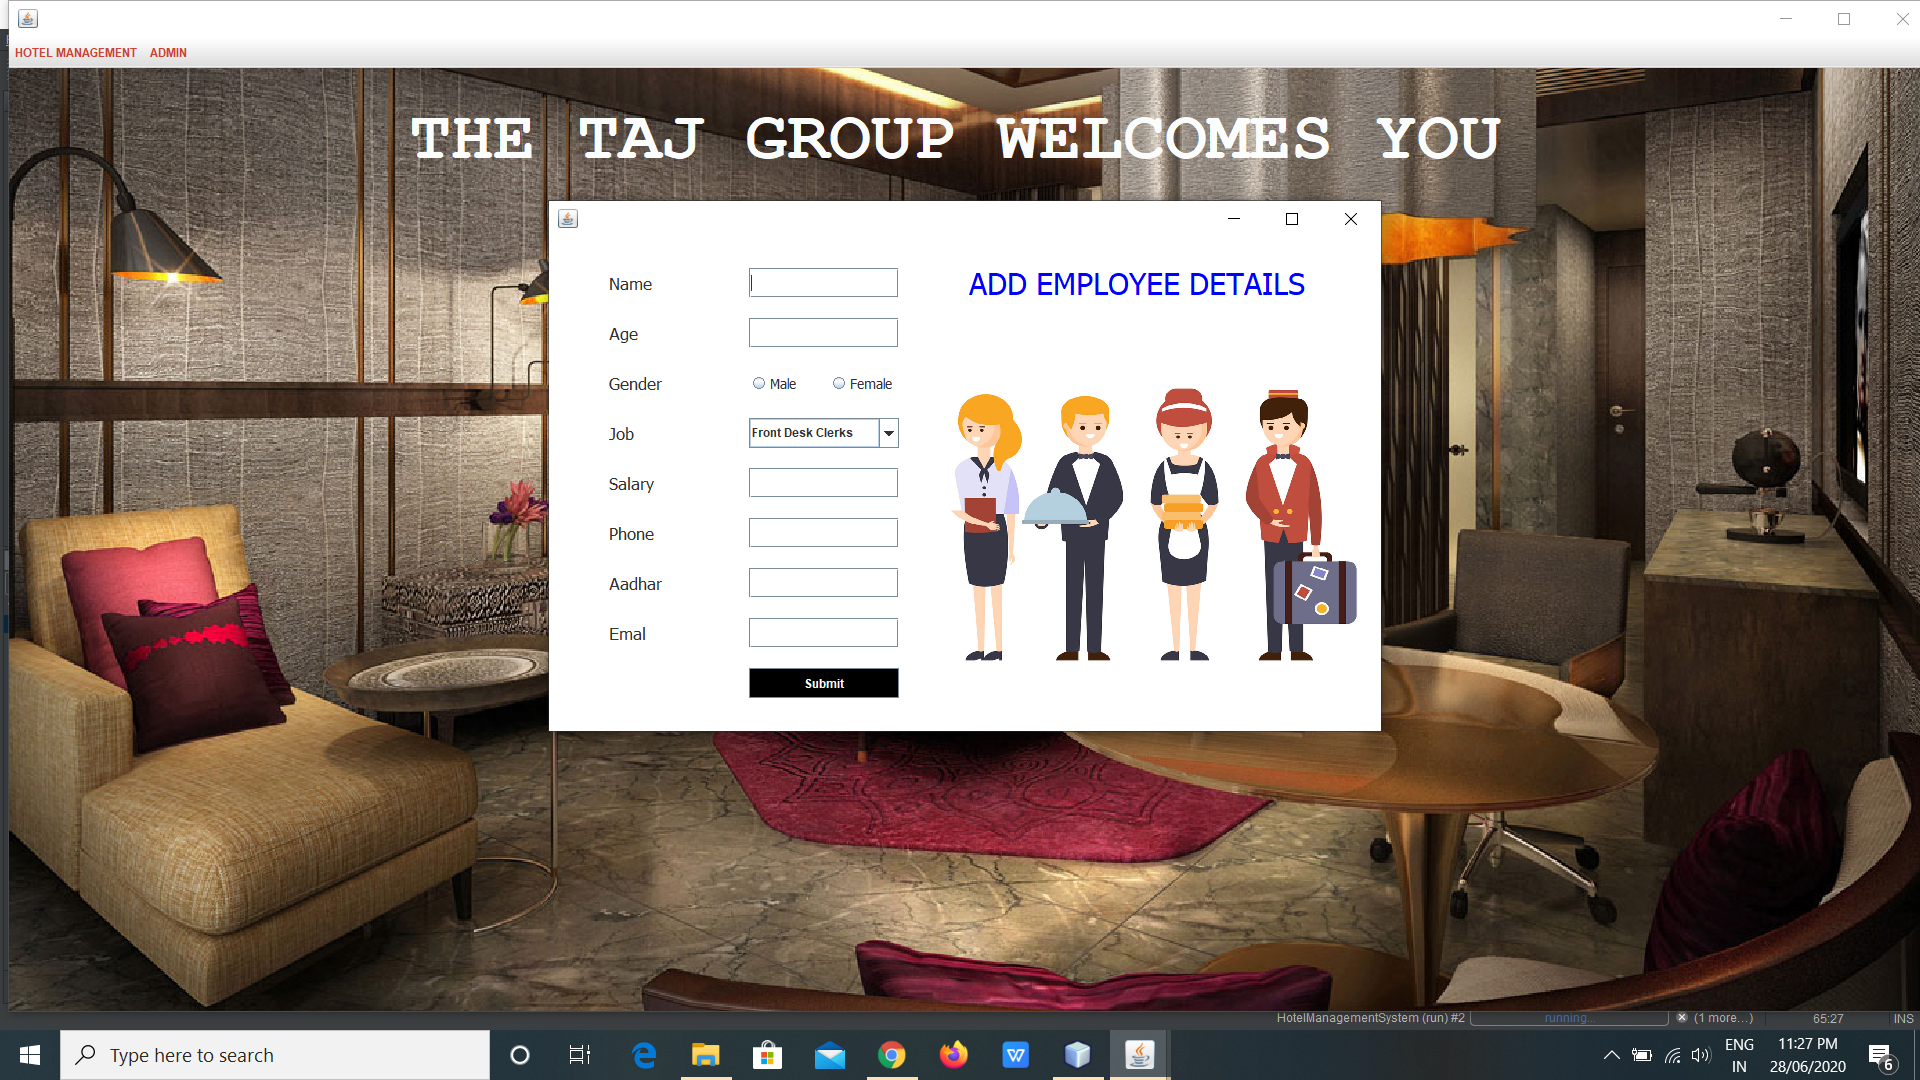 HOTEL MANAGEMENT ADMIN
THE TAJ GROUP WELCOMES YOU
ADD EMPLOYEE DETAILS
Name
Age
Gender Male Female
Job Front Desk Clerks
Salary
Phone
Aadhar
Emal
Submit
HotelManagementSystem (run) #2 running... (1 more...) 65:27 INS
Type here to search
ENG
IN
11:27 PM
28/06/2020
6